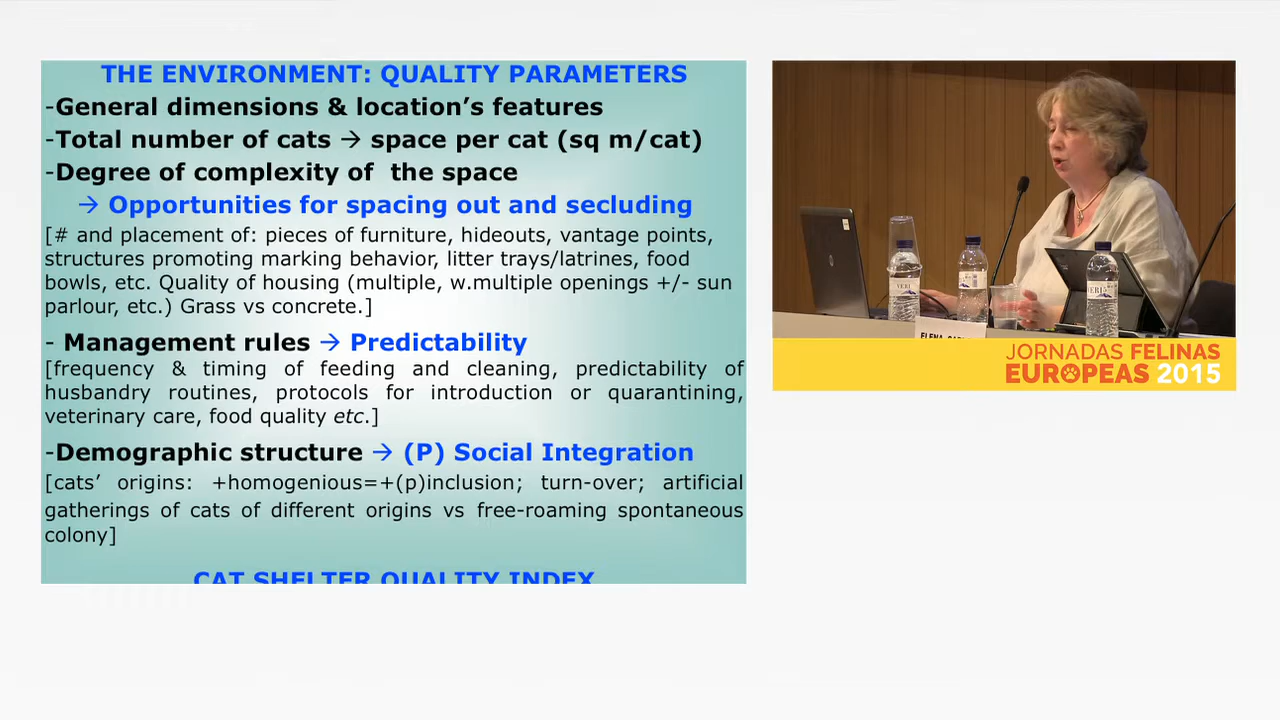 THE ENVIRONMENT: QUALITY PARAMETERS
-General dimensions & location's features
-Total number of cats → space per cat (sq m/cat)
-Degree of complexity of the space
→ Opportunities for spacing out and secluding
[# and placement of: pieces of furniture, hideouts, vantage points,
structures promoting marking behavior, litter trays/latrines, food
bowls, etc. Quality of housing (multiple, w.multiple openings +/- sun
parlour, etc.) Grass vs concrete.]
- Management rules → Predictability
[frequency & timing of feeding and cleaning, predictability of
husbandry routines, protocols for introduction or quarantining,
veterinary care, food quality etc.]
-Demographic structure → (P) Social Integration
[cats' origins: +homogenious=+(p)inclusion; turn-over; artificial
gatherings of cats of different origins vs free-roaming spontaneous
colony]
CAT SHELTER QUALITY INDEX
VERI
VERI
ELENA
JORNADAS FELINAS
EUROPEAS 2015